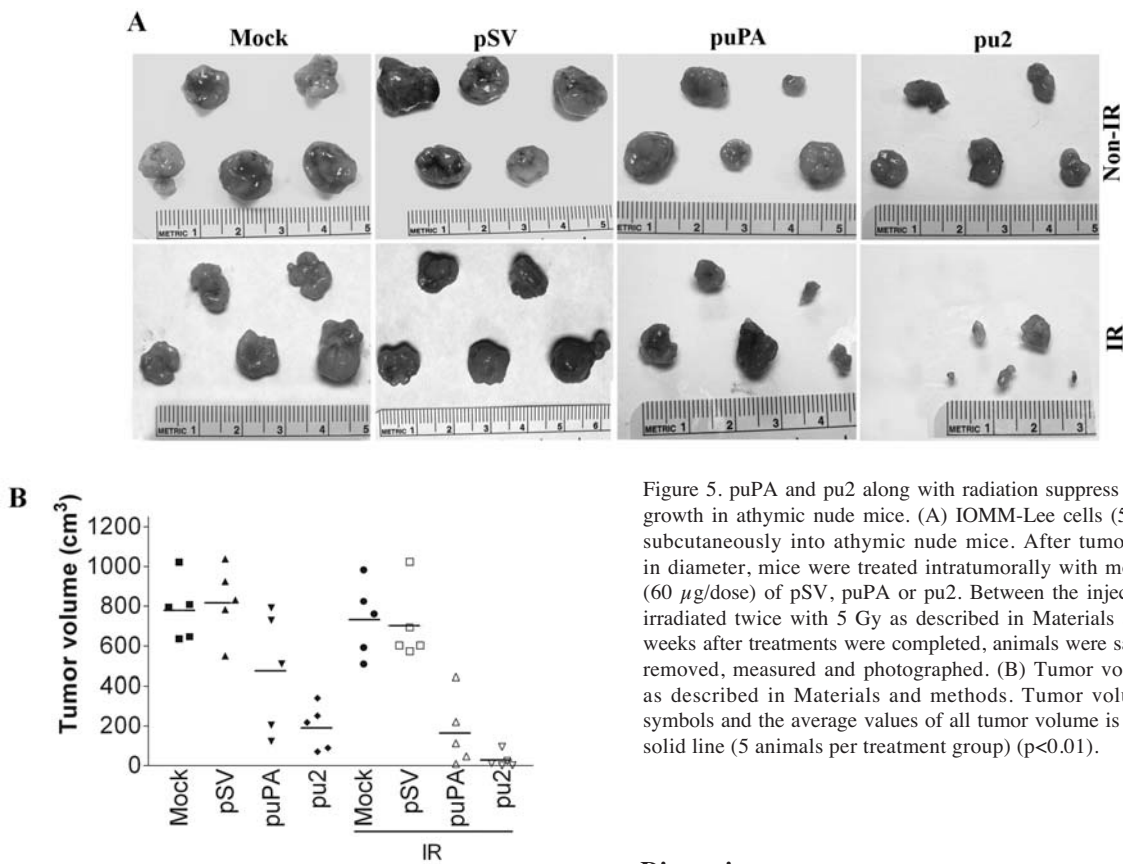 A
Mock pSV puPA pu2
Non-IR
METRIC 1 2 3 4 5
METRIC 1 2 3 4 5
METRIC 1 2 3 4 5
METRIC 1 2 3 4 5
IR
METRIC 1 2 3 4 5
METRIC 1 2 3 4 5 6
METRIC 1 2 3 4
METRIC 1 2 3
B
Tumor volume (cm³)
1200
1000
800
600
400
200
0
Mock pSV puPA pu2 Mock pSV puPA pu2
IR
Figure 5. puPA and pu2 along with radiation suppress
growth in athymic nude mice. (A) IOMM-Lee cells (5
subcutaneously into athymic nude mice. After tumo
in diameter, mice were treated intratumorally with m
(60 μg/dose) of pSV, puPA or pu2. Between the injec
irradiated twice with 5 Gy as described in Materials
weeks after treatments were completed, animals were sa
removed, measured and photographed. (B) Tumor vo
as described in Materials and methods. Tumor volu
symbols and the average values of all tumor volume is
solid line (5 animals per treatment group) (p<0.01).